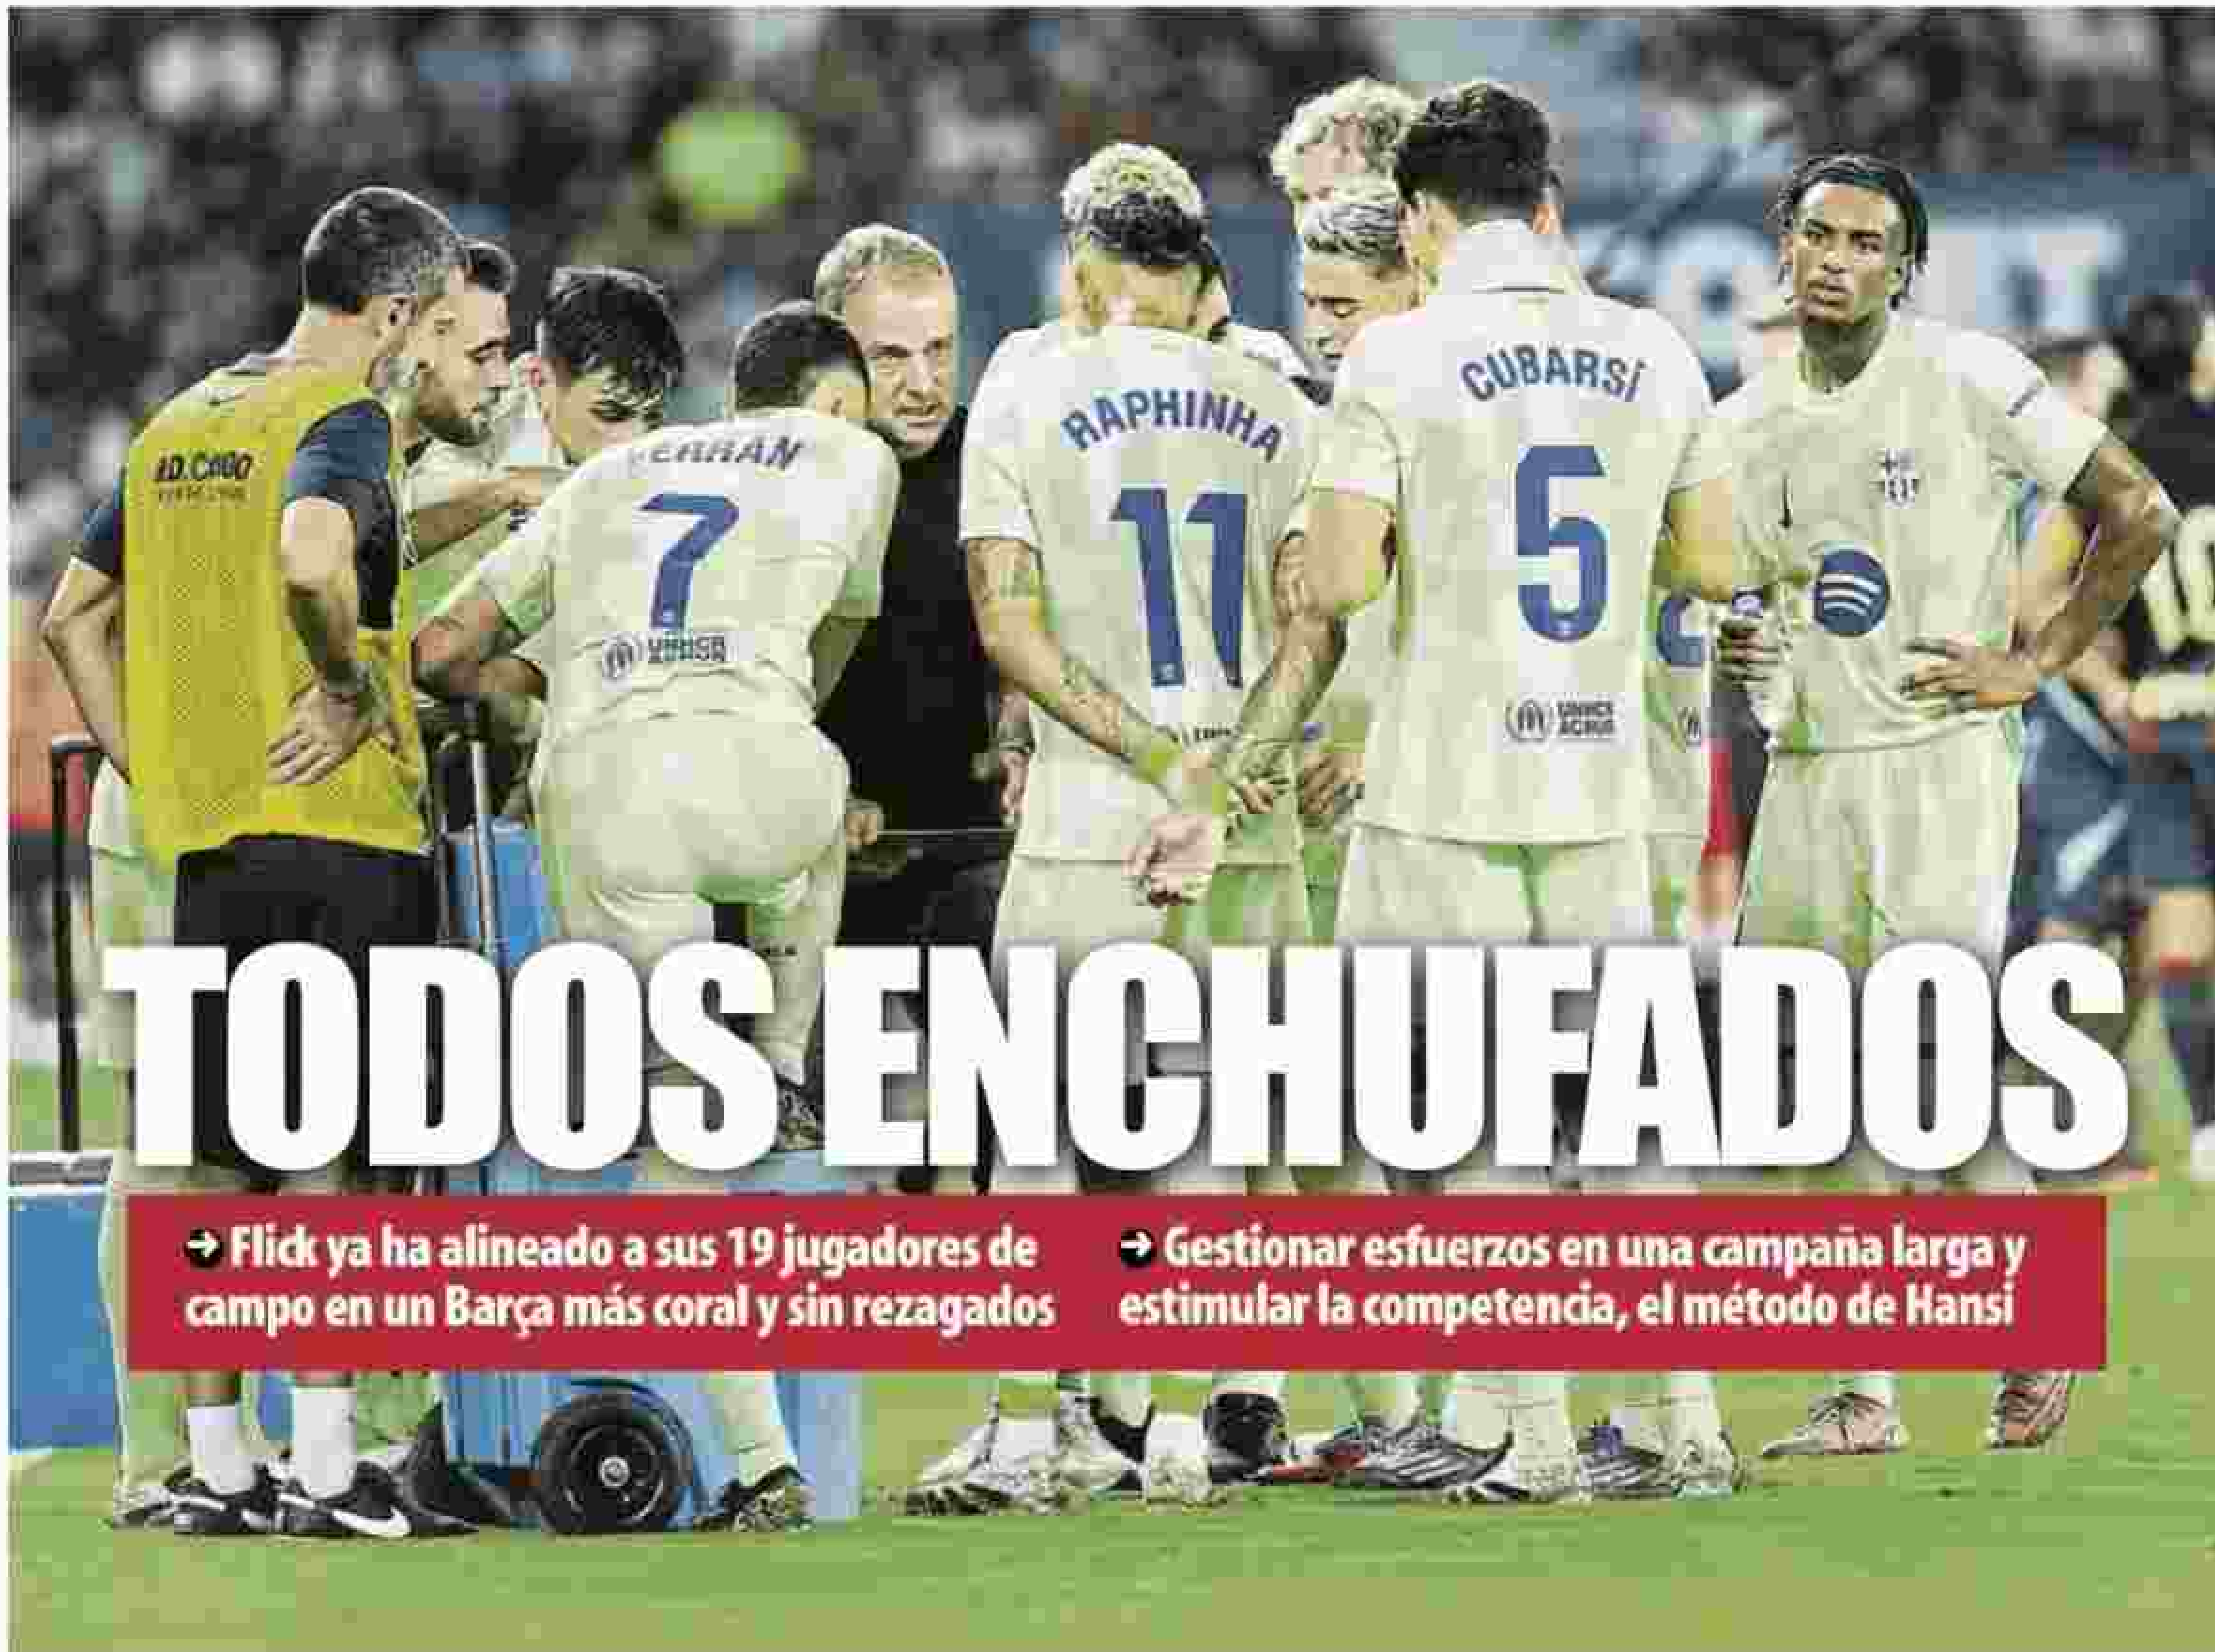 RAPHINHA
11
CUBARSÍ
5
7
TODOS ENCHUFADOS
Flick ya ha alineado a sus 19 jugadores de
campo en un Barça más coral y sin rezagados
Gestionar esfuerzos en una campaña larga y
estimular la competencia, el método de Hansi